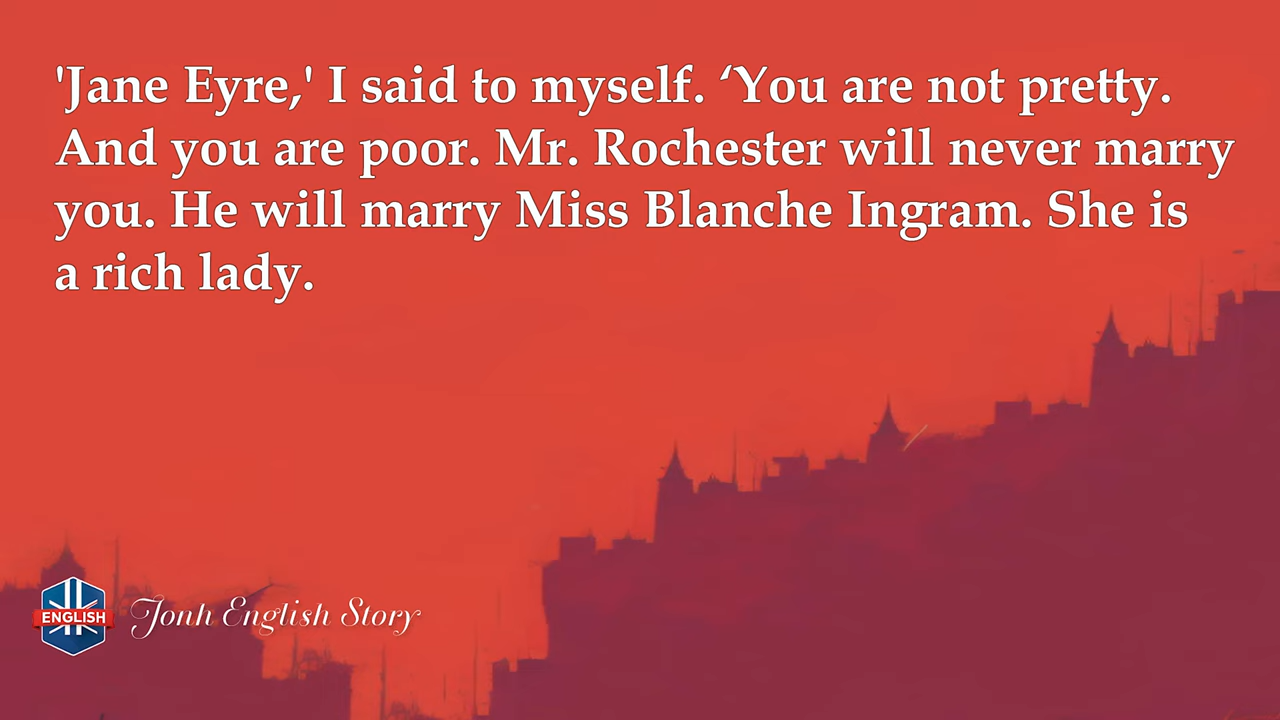 'Jane Eyre,' I said to myself. ‘You are not pretty.
And you are poor. Mr. Rochester will never marry
you. He will marry Miss Blanche Ingram. She is
a rich lady.
ENGLISH
Jonh English Story